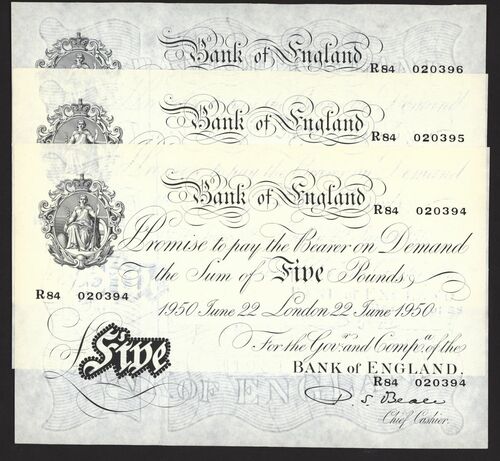 Bank of England
R84 020396
Bank of England
R84 020395
Bank of England
R84 020394
I Promise to pay the Bearer on Demand
the Sum of Five Pounds
R84 020394
1950 June 22 London 22 June 1950
For the Govr. and Compa. of the
BANK of ENGLAND.
£Five
R84 020394
P. S. Beale
Chief Cashier.
OF ENGLA